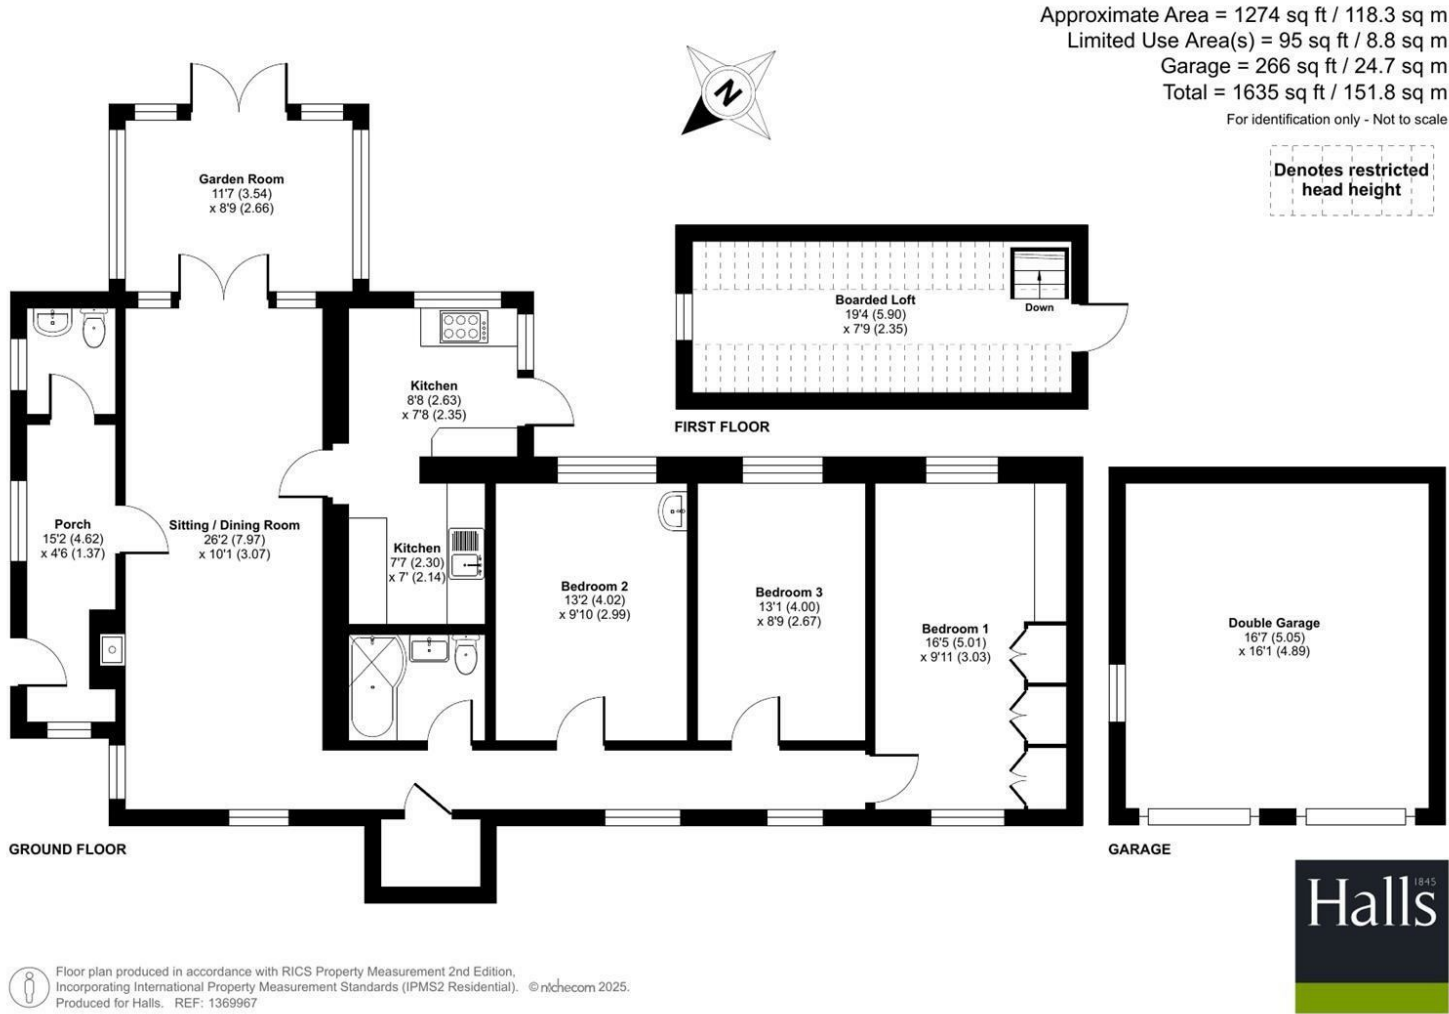 Approximate Area = 1274 sq ft / 118.3 sq m
Limited Use Area(s) = 95 sq ft / 8.8 sq m
Garage = 266 sq ft / 24.7 sq m
Total = 1635 sq ft / 151.8 sq m
For identification only - Not to scale
N
Denotes restricted
head height
Garden Room
11'7 (3.54)
x 8'9 (2.66)
Boarded Loft
19'4 (5.90)
x 7'9 (2.35)
Down
FIRST FLOOR
Kitchen
8'8 (2.63)
x 7'8 (2.35)
Porch
15'2 (4.62)
x 4'6 (1.37)
Sitting / Dining Room
26'2 (7.97)
x 10'1 (3.07)
Kitchen
7'7 (2.30)
x 7' (2.14)
Bedroom 2
13'2 (4.02)
x 9'10 (2.99)
Bedroom 3
13'1 (4.00)
x 8'9 (2.67)
Bedroom 1
16'5 (5.01)
x 9'11 (3.03)
Double Garage
16'7 (5.05)
x 16'1 (4.89)
GROUND FLOOR
GARAGE
1845
Halls
Floor plan produced in accordance with RICS Property Measurement 2nd Edition,
Incorporating International Property Measurement Standards (IPMS2 Residential). © nichecom 2025.
Produced for Halls. REF: 1369967